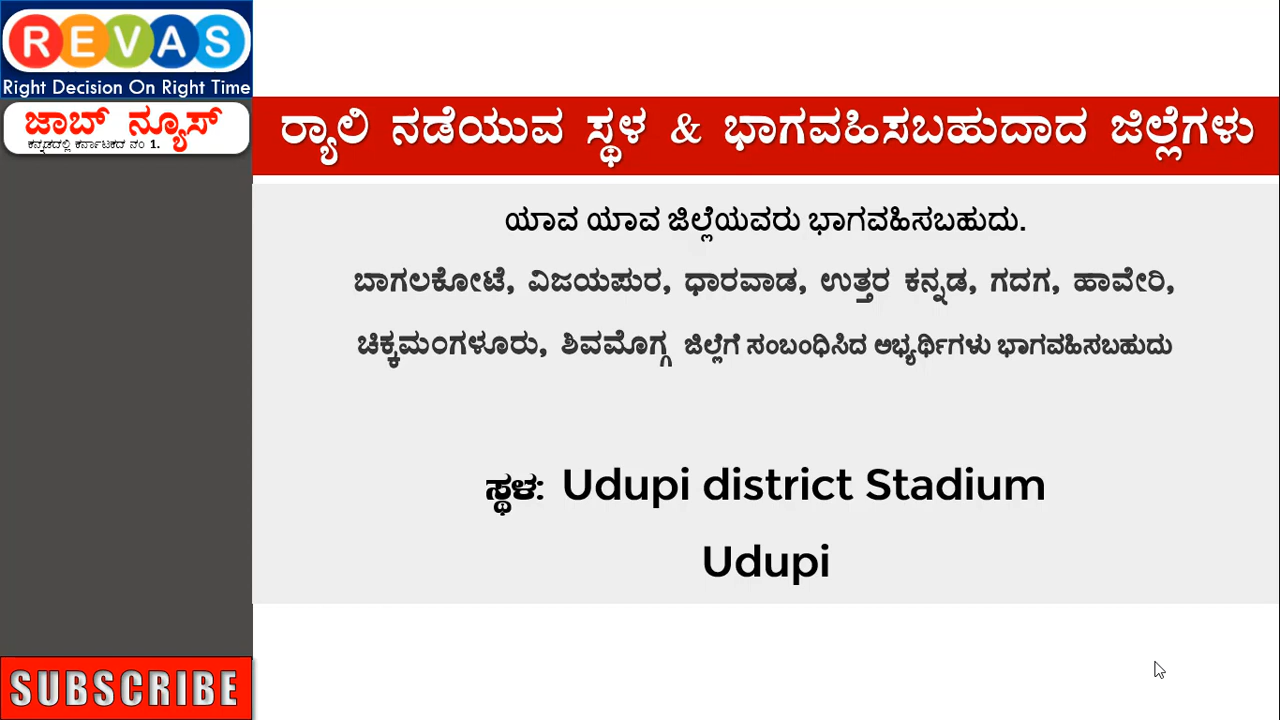 REVAS
Right Decision On Right Time
ಜಾಬ್ ನ್ಯೂಸ್
ಕನ್ನಡದಲ್ಲಿ ಕರ್ನಾಟಕದ ನಂ 1.
ರ‍್ಯಾಲಿ ನಡೆಯುವ ಸ್ಥಳ & ಭಾಗವಹಿಸಬಹುದಾದ ಜಿಲ್ಲೆಗಳು
ಯಾವ ಯಾವ ಜಿಲ್ಲೆಯವರು ಭಾಗವಹಿಸಬಹುದು.
ಬಾಗಲಕೋಟೆ, ವಿಜಯಪುರ, ಧಾರವಾಡ, ಉತ್ತರ ಕನ್ನಡ, ಗದಗ, ಹಾವೇರಿ,
ಚಿಕ್ಕಮಂಗಳೂರು, ಶಿವಮೊಗ್ಗ ಜಿಲ್ಲೆಗೆ ಸಂಬಂಧಿಸಿದ ಅಭ್ಯರ್ಥಿಗಳು ಭಾಗವಹಿಸಬಹುದು
ಸ್ಥಳ: Udupi district Stadium
Udupi
SUBSCRIBE